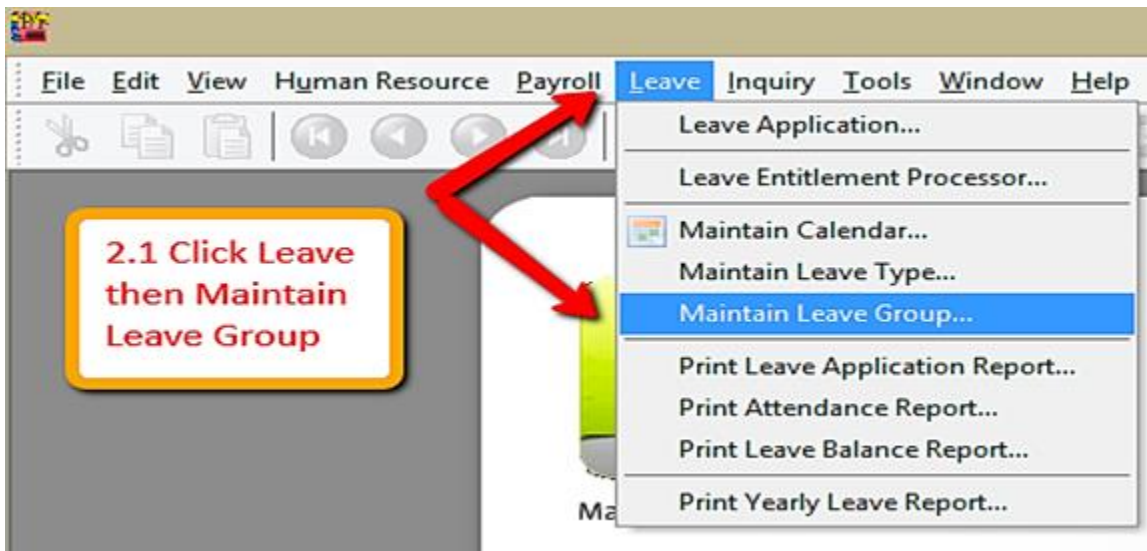 File Edit View Human Resource Payroll Leave Inquiry Tools Window Help
Leave Application...
Leave Entitlement Processor...
Maintain Calendar...
Maintain Leave Type...
Maintain Leave Group...
Print Leave Application Report...
Print Attendance Report...
Print Leave Balance Report...
Print Yearly Leave Report...
2.1 Click Leave
then Maintain
Leave Group